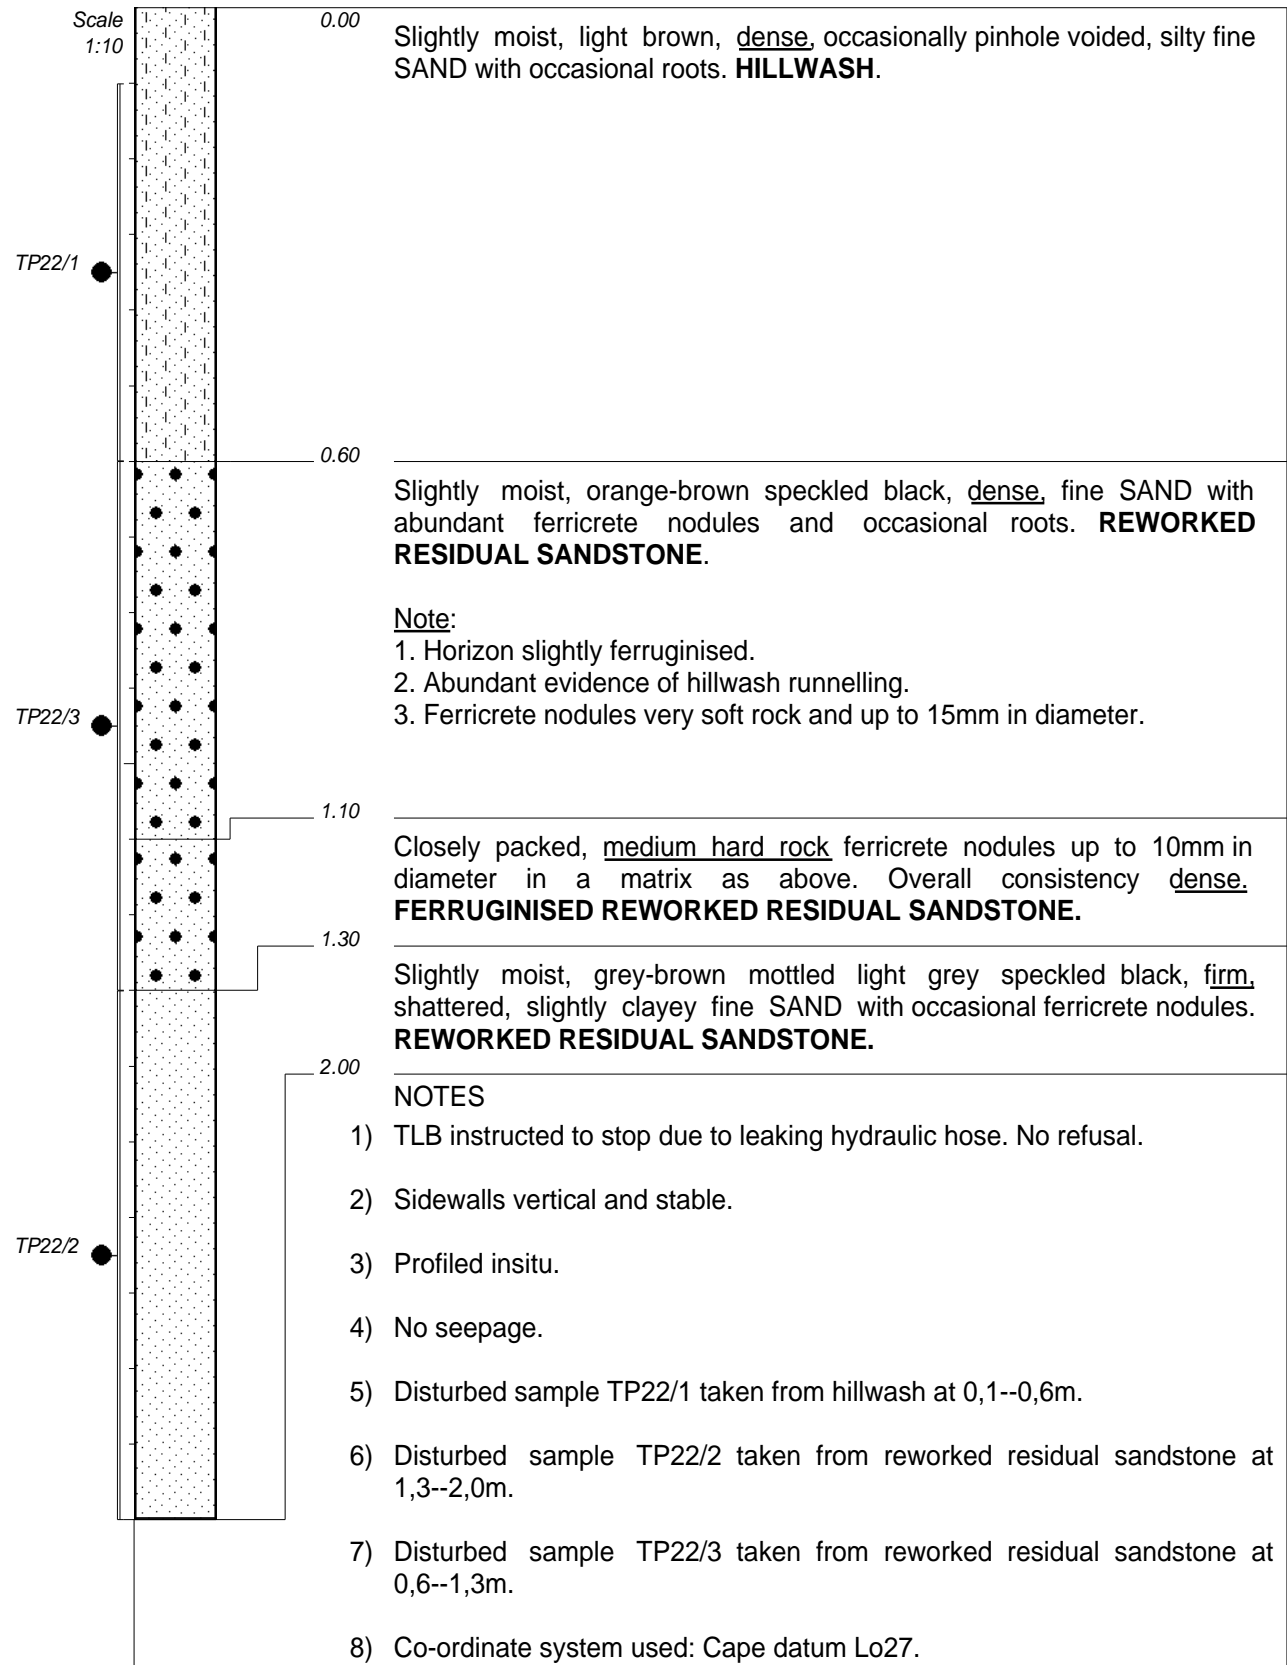 Scale
1:10
0.00
Slightly moist, light brown, dense, occasionally pinhole voided, silty fine
SAND with occasional roots. HILLWASH.
TP22/1
0.60
Slightly moist, orange-brown speckled black, dense, fine SAND with
abundant ferricrete nodules and occasional roots. REWORKED
RESIDUAL SANDSTONE.
Note:
1. Horizon slightly ferruginised.
2. Abundant evidence of hillwash runnelling.
3. Ferricrete nodules very soft rock and up to 15mm in diameter.
TP22/3
1.10
Closely packed, medium hard rock ferricrete nodules up to 10mm in
diameter in a matrix as above. Overall consistency dense.
FERRUGINISED REWORKED RESIDUAL SANDSTONE.
1.30
Slightly moist, grey-brown mottled light grey speckled black, firm,
shattered, slightly clayey fine SAND with occasional ferricrete nodules.
REWORKED RESIDUAL SANDSTONE.
2.00
NOTES
1) TLB instructed to stop due to leaking hydraulic hose. No refusal.
2) Sidewalls vertical and stable.
TP22/2
3) Profiled insitu.
4) No seepage.
5) Disturbed sample TP22/1 taken from hillwash at 0,1--0,6m.
6) Disturbed sample TP22/2 taken from reworked residual sandstone at
1,3--2,0m.
7) Disturbed sample TP22/3 taken from reworked residual sandstone at
0,6--1,3m.
8) Co-ordinate system used: Cape datum Lo27.